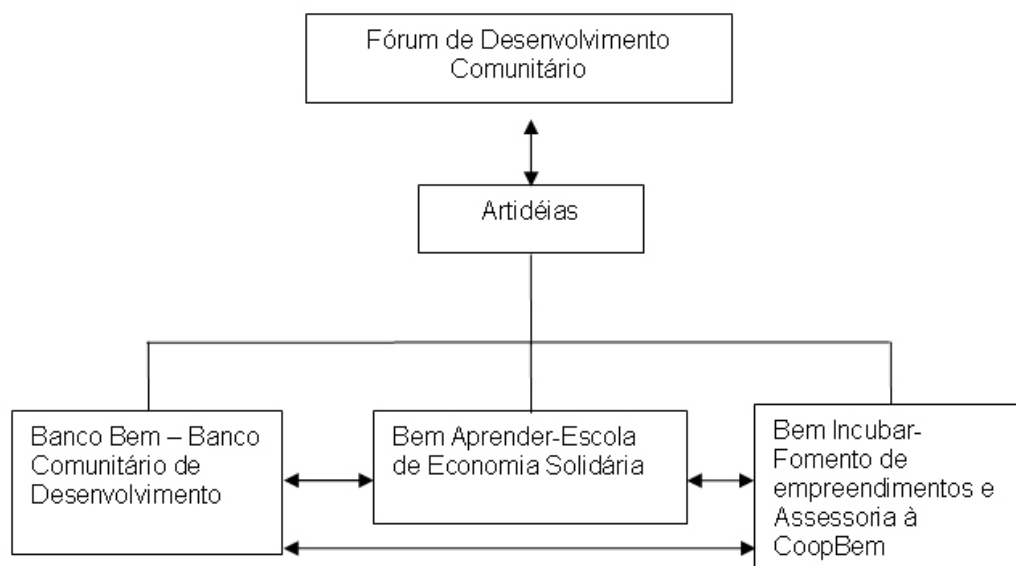 Fórum de Desenvolvimento
Comunitário
Artidéias
Banco Bem – Banco
Comunitário de
Desenvolvimento
Bem Aprender-Escola
de Economia Solidária
Bem Incubar-
Fomento de
empreendimentos e
Assessoria à
CoopBem